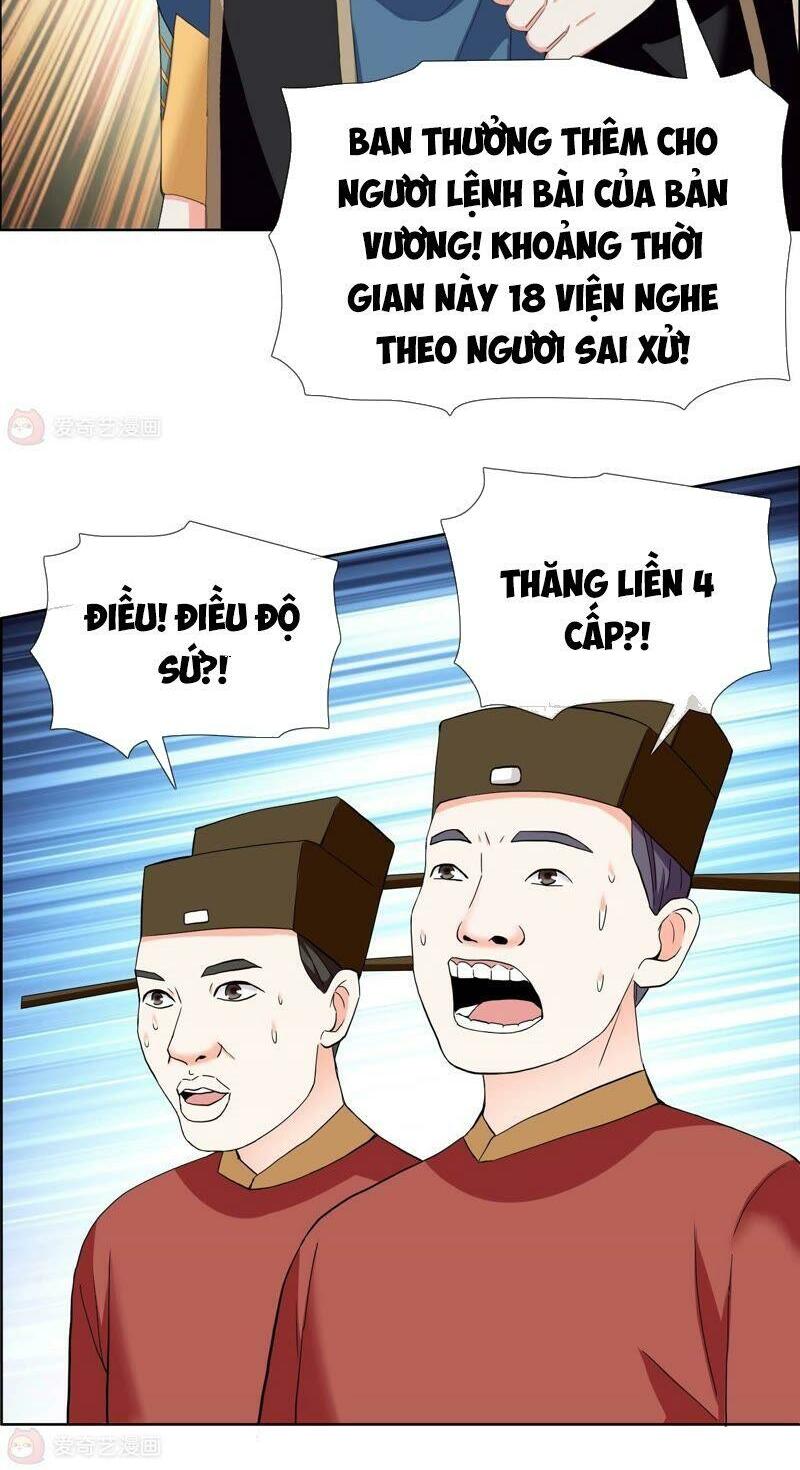 BAN THƯỞNG THÊM CHO
NGƯƠI LỆNH BÀI CỦA BẢN
VƯƠNG! KHOẢNG THỜI
GIAN NÀY 18 VIỆN NGHE
THEO NGƯƠI SAI XỬ!
爱奇艺漫画
THĂNG LIỀN 4
CẤP?!
ĐIỀU! ĐIỀU ĐỘ
SỨ?!
爱奇艺漫画